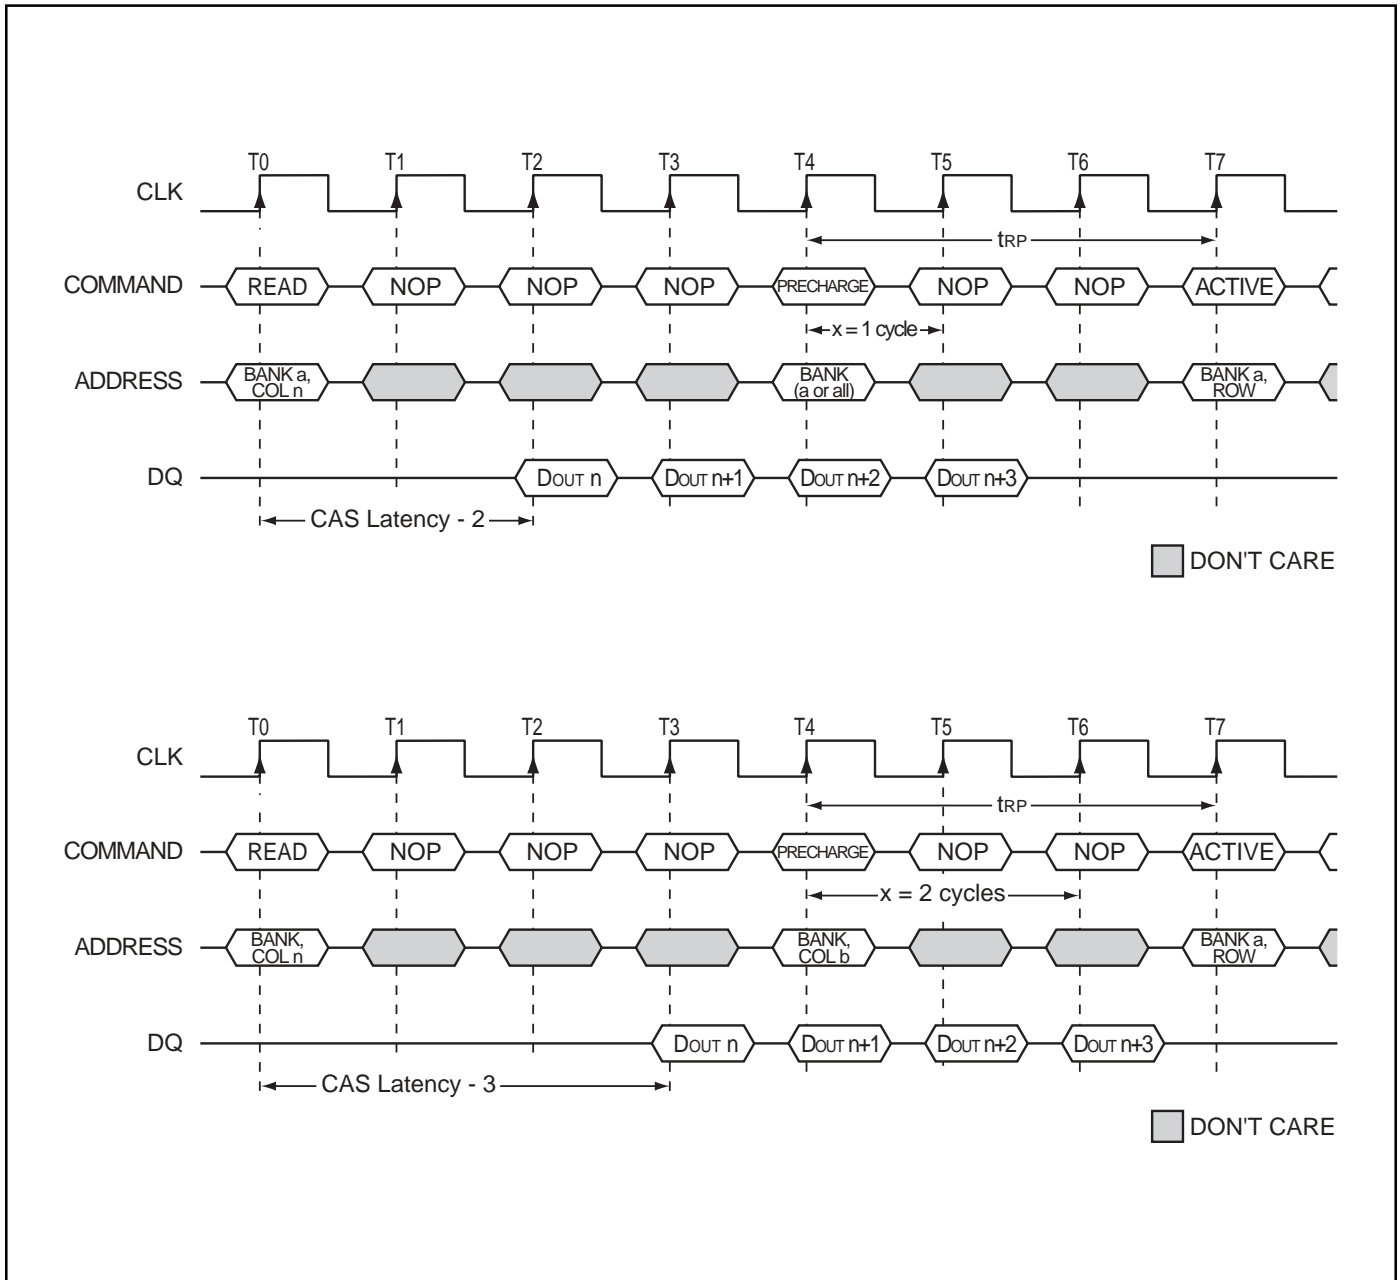 T0 T1 T2 T3 T4 T5 T6 T7
CLK
tRP
COMMAND READ NOP NOP NOP PRECHARGE NOP NOP ACTIVE
x = 1 cycle
ADDRESS BANK a, COL n BANK (a or all) BANK a, ROW
DQ DOUT n DOUT n+1 DOUT n+2 DOUT n+3
CAS Latency - 2
DON'T CARE
T0 T1 T2 T3 T4 T5 T6 T7
CLK
tRP
COMMAND READ NOP NOP NOP PRECHARGE NOP NOP ACTIVE
x = 2 cycles
ADDRESS BANK, COL n BANK, COL b BANK a, ROW
DQ DOUT n DOUT n+1 DOUT n+2 DOUT n+3
CAS Latency - 3
DON'T CARE